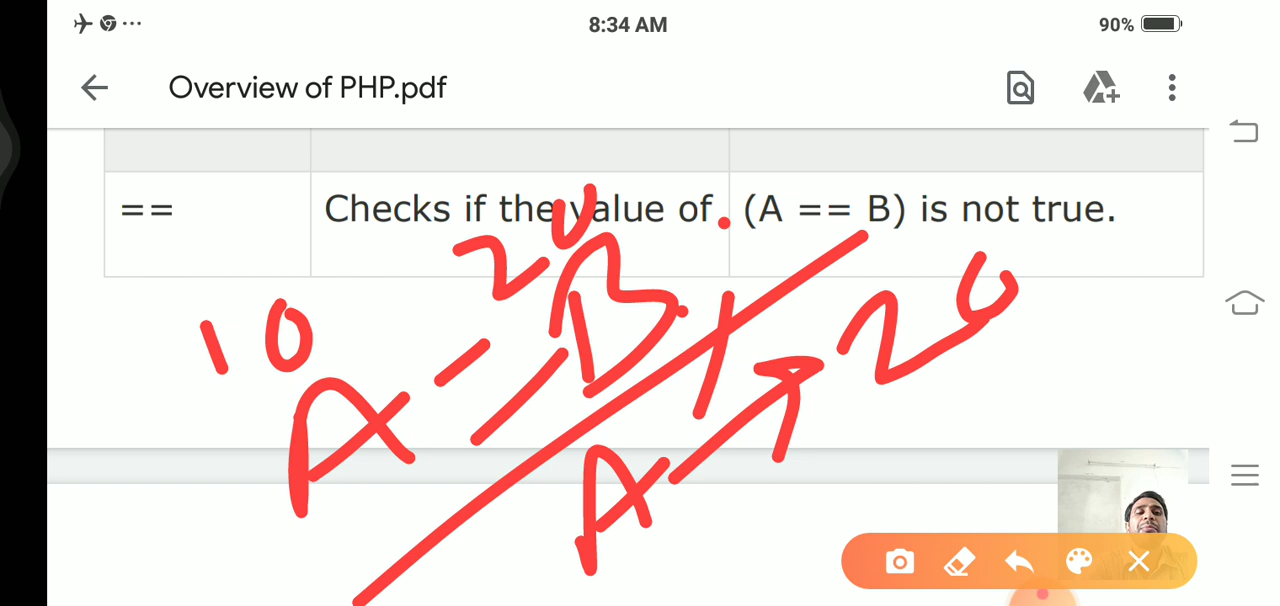 8:34 AM 90%
Overview of PHP.pdf
== Checks if the value of (A == B) is not true.
20
10 A = B
A 20